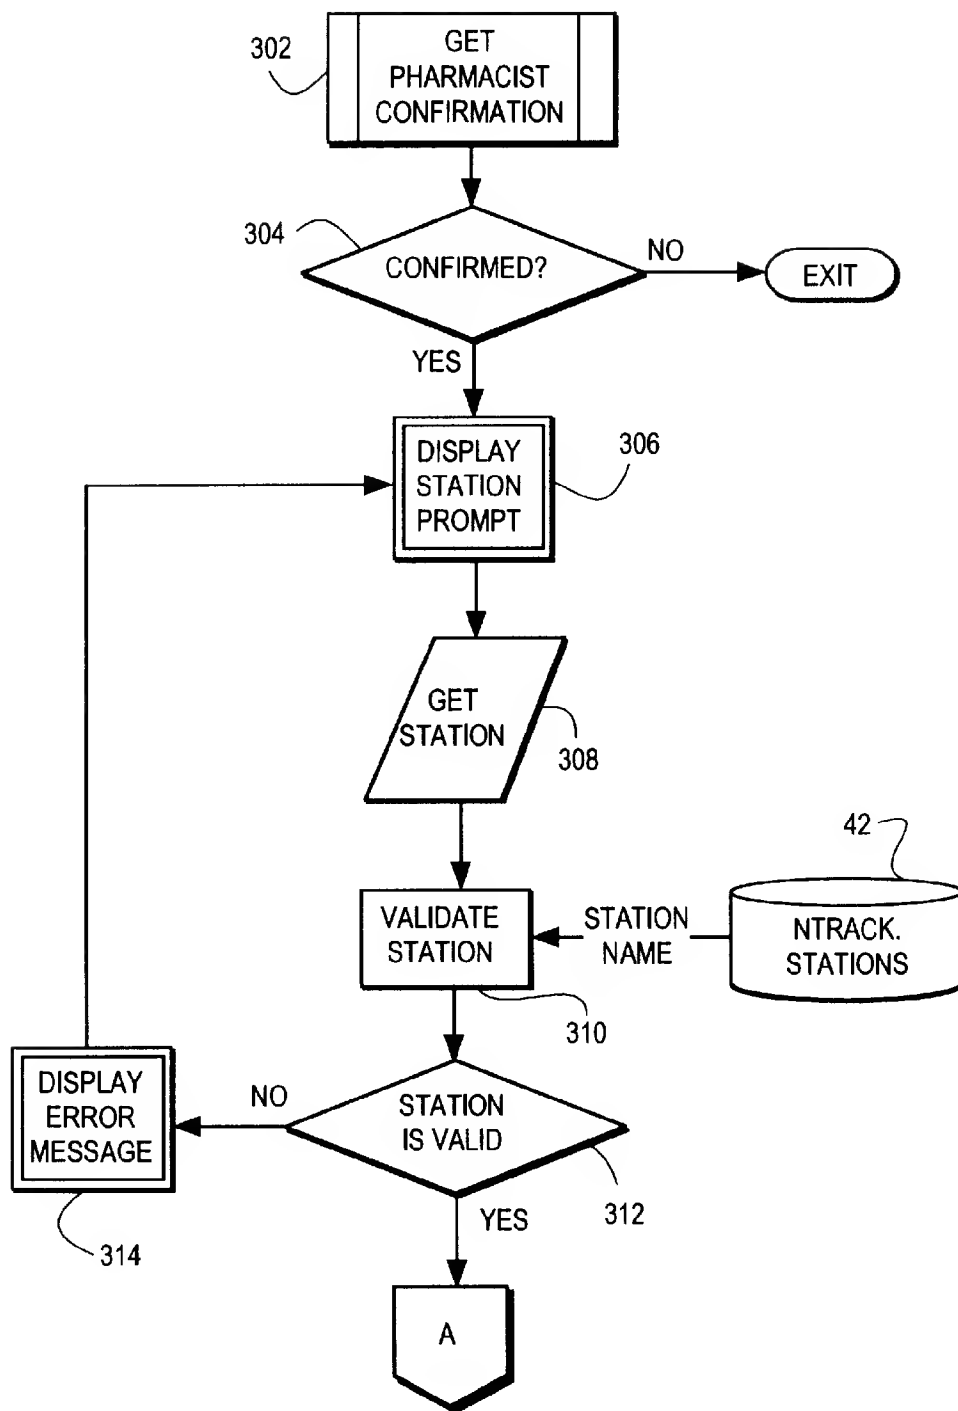 302
GET
PHARMACIST
CONFIRMATION
304
CONFIRMED?
NO
EXIT
YES
DISPLAY
STATION
PROMPT
306
GET
STATION
308
42
VALIDATE
STATION
STATION
NAME
NTRACK.
STATIONS
310
DISPLAY
ERROR
MESSAGE
NO
STATION
IS VALID
312
314
YES
A